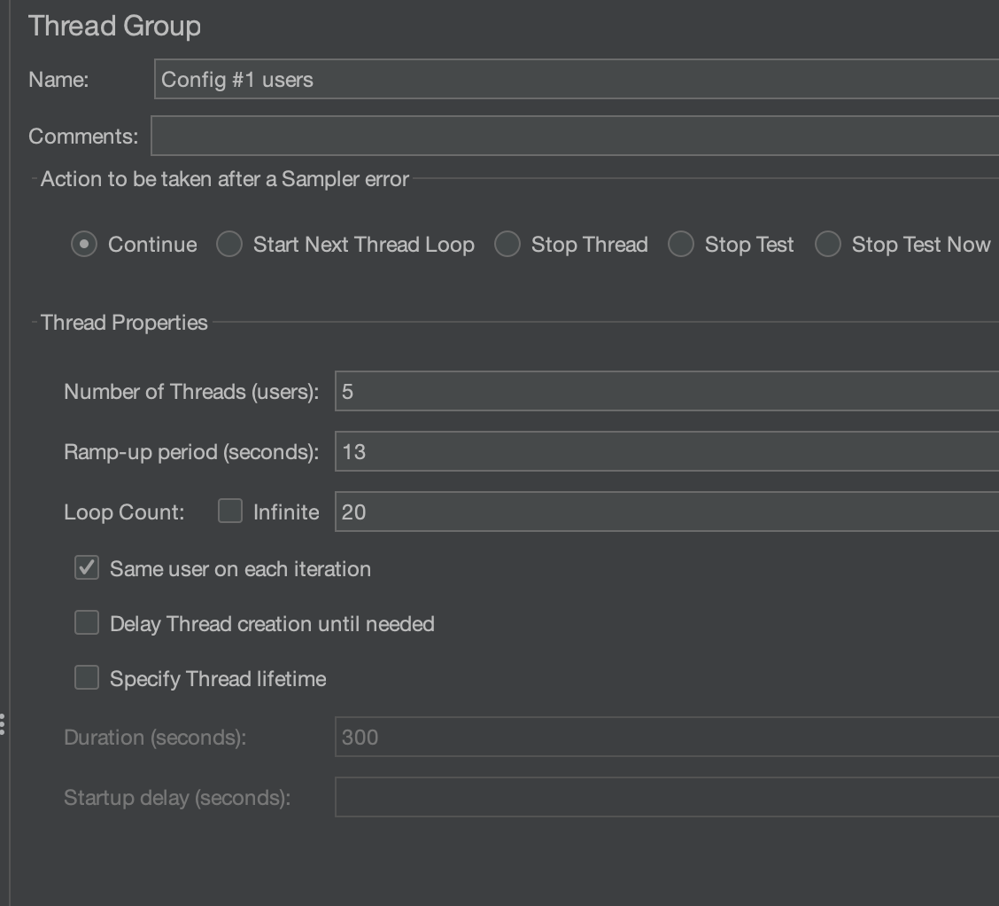 Thread Group
Name: Config #1 users
Comments:
Action to be taken after a Sampler error
Continue Start Next Thread Loop Stop Thread Stop Test Stop Test Now
Thread Properties
Number of Threads (users): 5
Ramp-up period (seconds): 13
Loop Count: Infinite 20
Same user on each iteration
Delay Thread creation until needed
Specify Thread lifetime
Duration (seconds): 300
Startup delay (seconds):